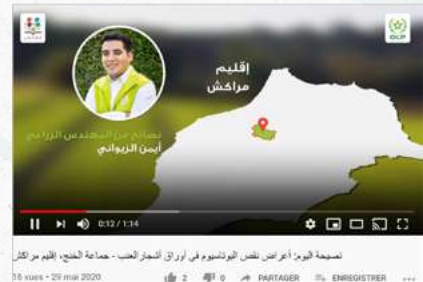 OLP
إقليم
مراكش
نصائح من المهندس الزراعي
أيمن الزيواني
0:12 / 1:14
نصيحة اليوم: أعراض نقص البوتاسيوم في أوراق أشجار العنب - جماعة الخنج، إقليم مراكش
16 vues • 29 mai 2020
2
0
PARTAGER
ENREGISTRER